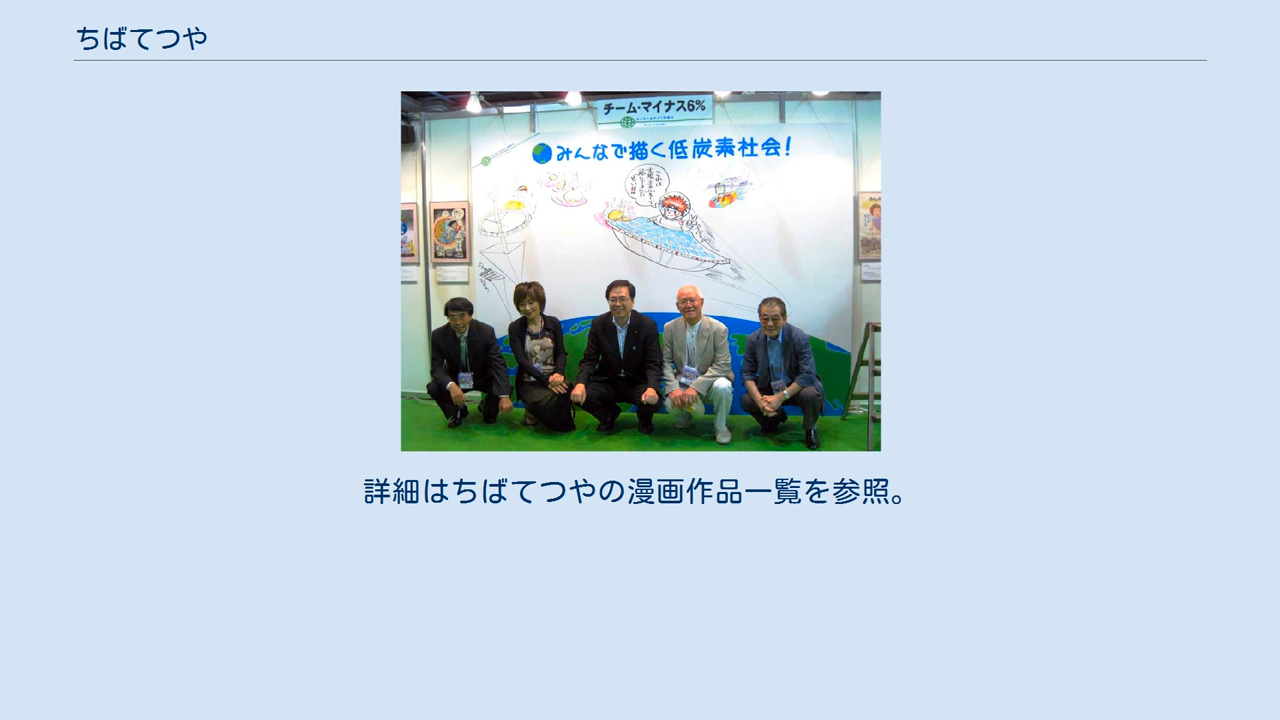 ちばてつや
チーム・マイナス6%
みんなで描く低炭素社会!
詳細はちばてつやの漫画作品一覧を参照。